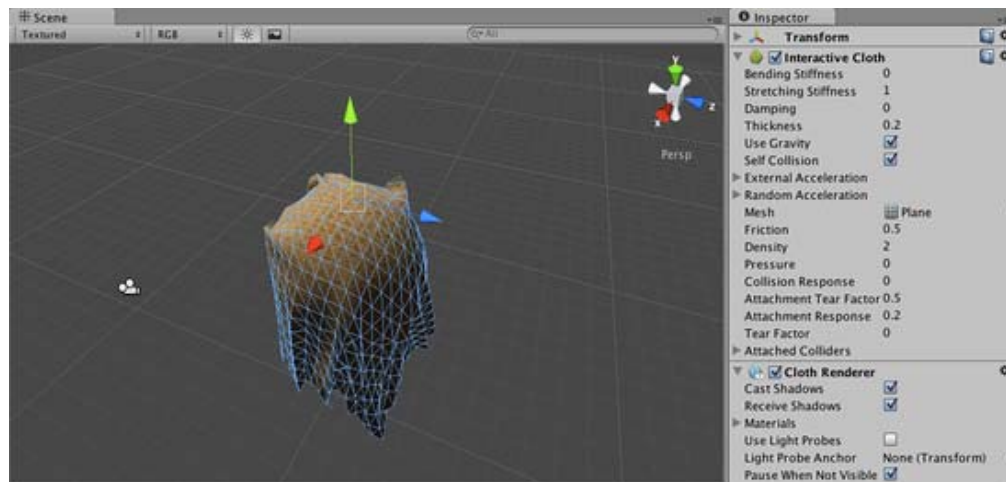 Scene
Textured RGB All
y
z
x
Persp
Inspector
Transform
Interactive Cloth
Bending Stiffness 0
Stretching Stiffness 1
Damping 0
Thickness 0.2
Use Gravity
Self Collision
External Acceleration
Random Acceleration
Mesh Plane
Friction 0.5
Density 2
Pressure 0
Collision Response 0
Attachment Tear Factor 0.5
Attachment Response 0.2
Tear Factor 0
Attached Colliders
Cloth Renderer
Cast Shadows
Receive Shadows
Materials
Use Light Probes
Light Probe Anchor None (Transform)
Pause When Not Visible